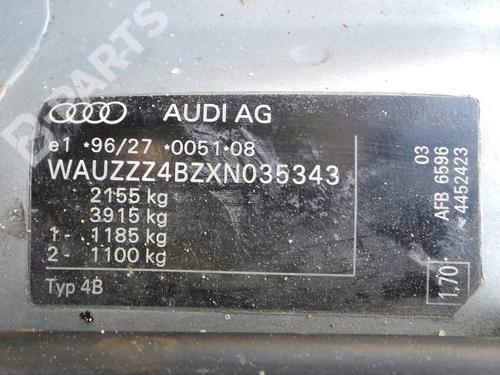 B-PARTS
AUDI AG
e1 *96/27 *0051*08
WAUZZZ4BZXN035343
2155 kg
3915 kg
1- 1185 kg
2- 1100 kg
Typ 4B
03
AFB 6596
4452423
1.70